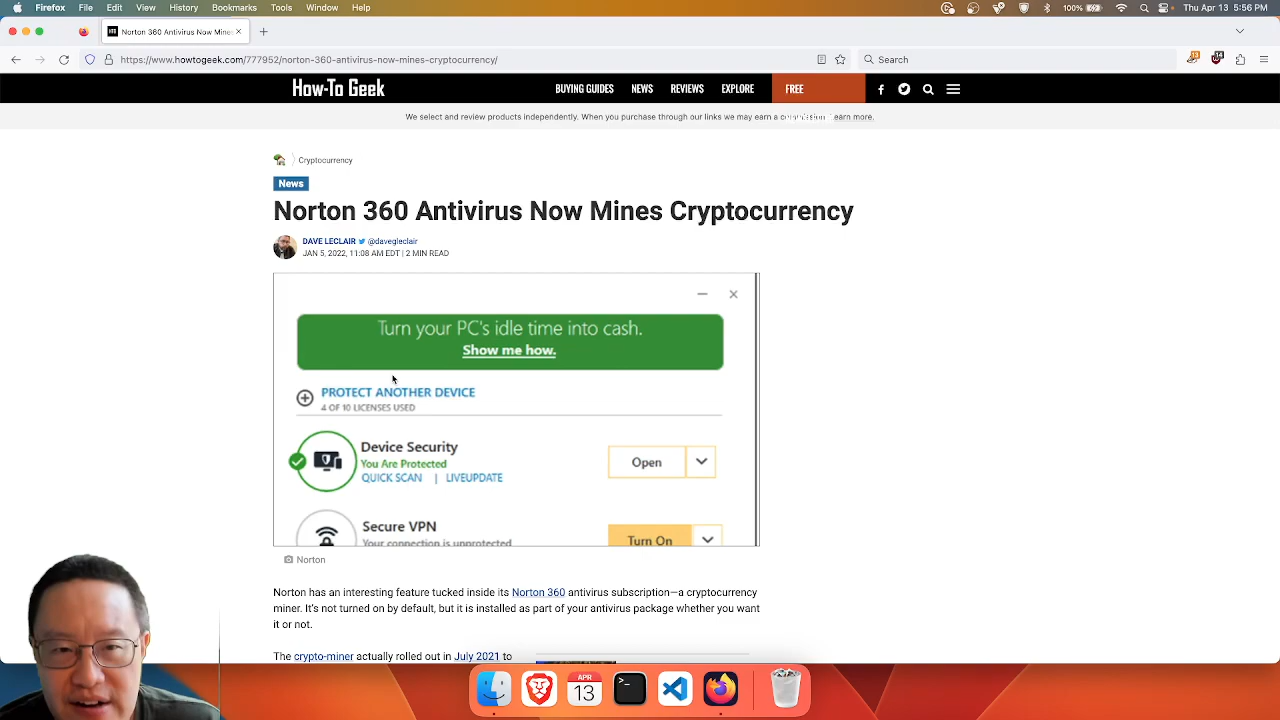 Firefox File Edit View History Bookmarks Tools Window Help 100% Thu Apr 13 5:56 PM
Norton 360 Antivirus Now Mine
https://www.howtogeek.com/777952/norton-360-antivirus-now-mines-cryptocurrency// Search
How-To Geek BUYING GUIDES NEWS REVIEWS EXPLORE FREE
We select and review products independently. When you purchase through our links we may earn a commission. Learn more.
Cryptocurrency
News
Norton 360 Antivirus Now Mines Cryptocurrency
DAVE LECLAIR @davegleclair
JAN 5, 2022, 11:08 AM EDT | 2 MIN READ
Turn your PC's idle time into cash.
Show me how.
PROTECT ANOTHER DEVICE
4 OF 10 LICENSES USED
Device Security
You Are Protected
QUICK SCAN | LIVEUPDATE
Open
Secure VPN
Your connection is unprotected
Turn On
Norton
Norton has an interesting feature tucked inside its Norton 360 antivirus subscription—a cryptocurrency
miner. It's not turned on by default, but it is installed as part of your antivirus package whether you want
it or not.
The crypto-miner actually rolled out in July 2021 to
APR
13